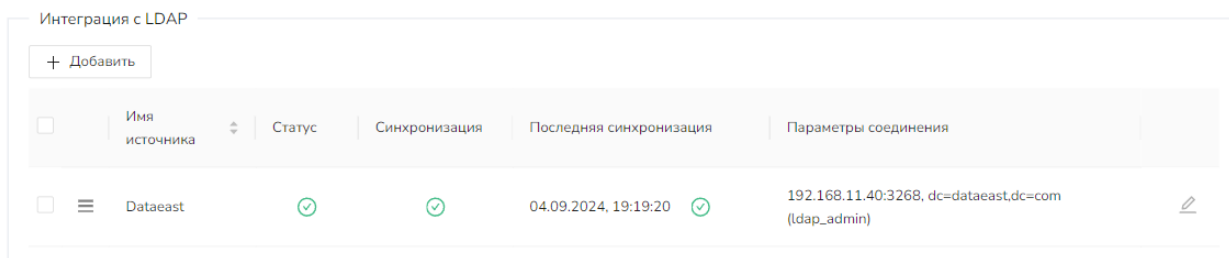 Интеграция с LDAP
+ Добавить
Имя
источника
Статус
Синхронизация
Последняя синхронизация
Параметры соединения
Dataeast
04.09.2024, 19:19:20
192.168.11.40:3268, dc=dataeast,dc=com
(ldap_admin)